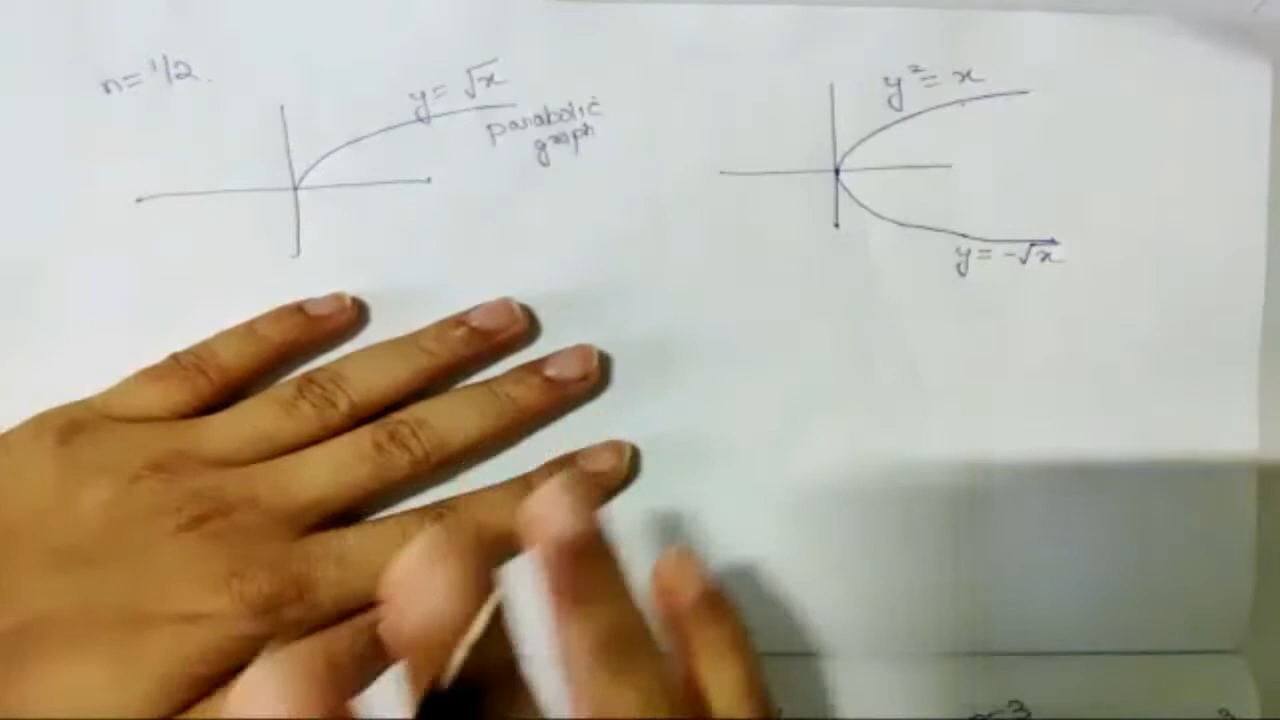 n = 1/2.
y = √x
parabolic
graph
y² = x
y = -√x